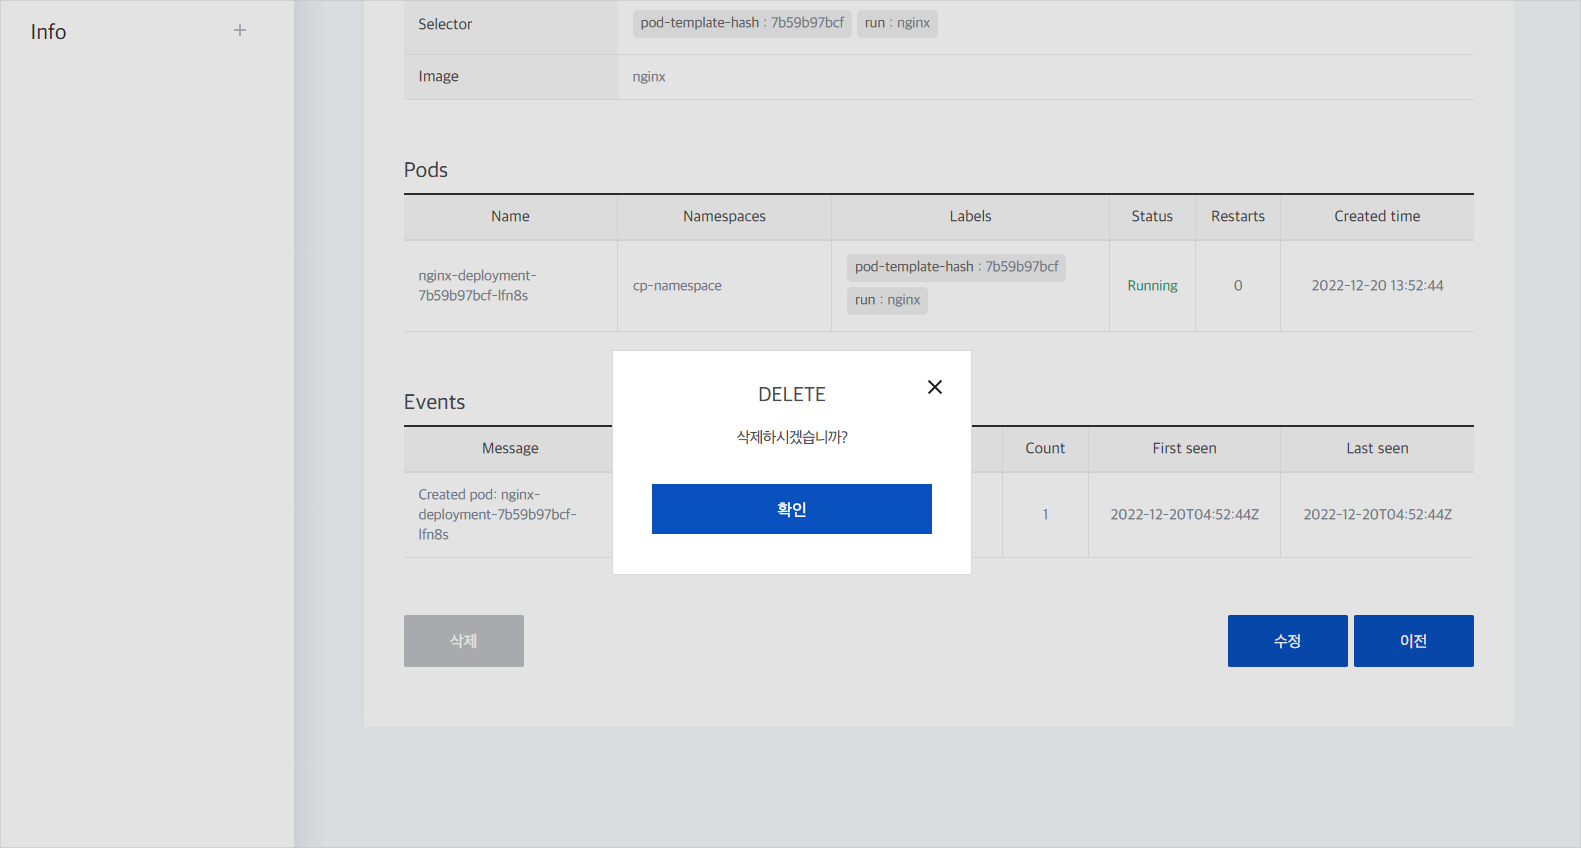 Info
Selector
pod-template-hash : 7b59b97bcf run : nginx
Image
nginx
Pods
Name Namespaces Labels Status Restarts Created time
nginx-deployment-
7b59b97bcf-lfn8s
cp-namespace
pod-template-hash : 7b59b97bcf
run : nginx
Running
0
2022-12-20 13:52:44
DELETE
삭제하시겠습니까?
확인
Events
Message Count First seen Last seen
Created pod: nginx-
deployment-7b59b97bcf-
lfn8s
1
2022-12-20T04:52:44Z
2022-12-20T04:52:44Z
삭제
수정
이전